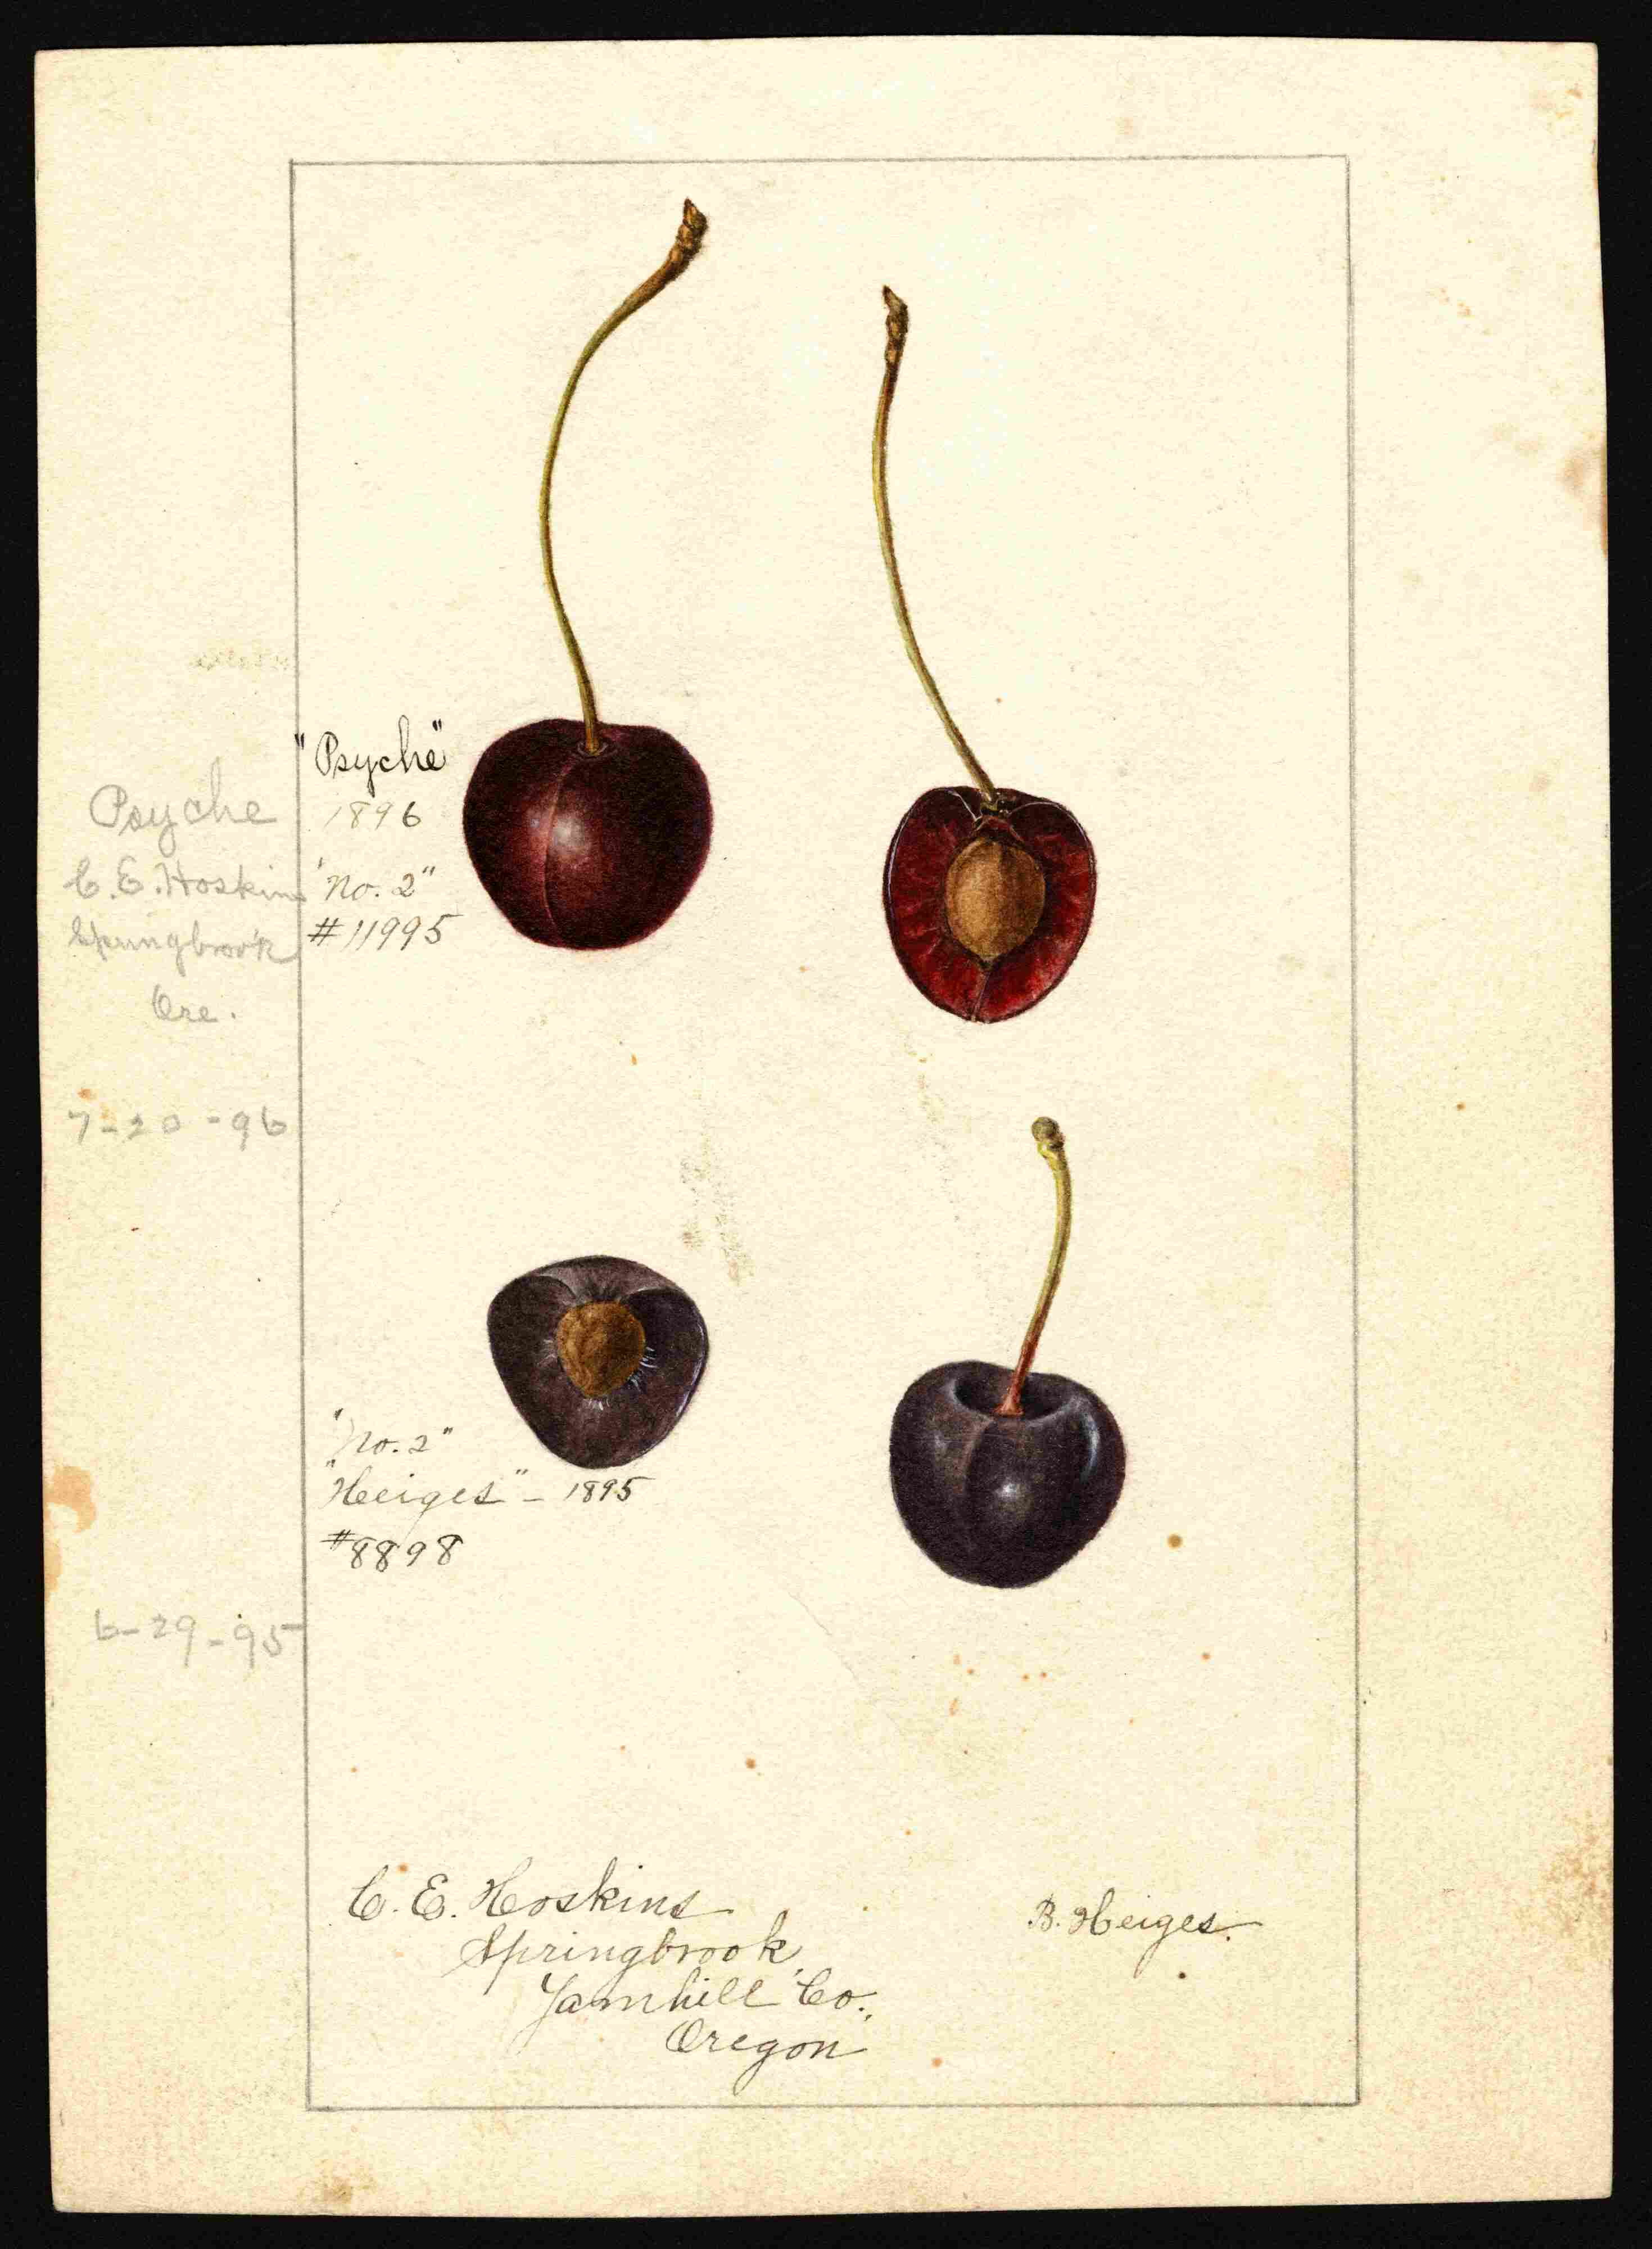 "Psyche"
1896
"No. 2"
#11995
Psyche
C. E. Hoskins
Springbrook
Ore.
7-20-96
"No. 2"
"Heiges" - 1895
#8898
6-29-95
C. E. Hoskins
Springbrook,
Yamhill Co.,
Oregon
B. Heiges.